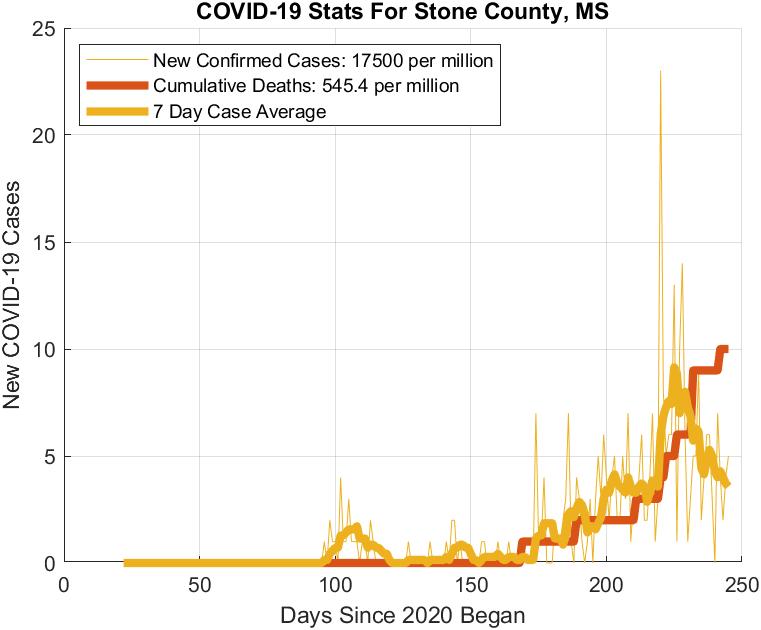 COVID-19 Stats For Stone County, MS
New Confirmed Cases: 17500 per million
Cumulative Deaths: 545.4 per million
7 Day Case Average
New COVID-19 Cases
25
20
15
10
5
0
0 50 100 150 200 250
Days Since 2020 Began